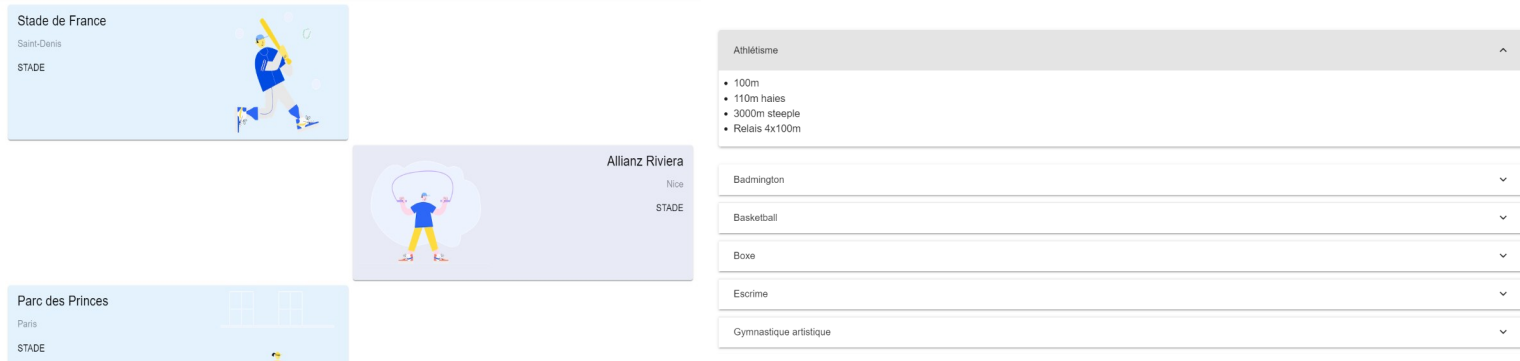 Stade de France
Saint-Denis
STADE
Allianz Riviera
Nice
STADE
Parc des Princes
Paris
STADE
Athlétisme
• 100m
• 110m haies
• 3000m steeple
• Relais 4x100m
Badmington
Basketball
Boxe
Escrime
Gymnastique artistique